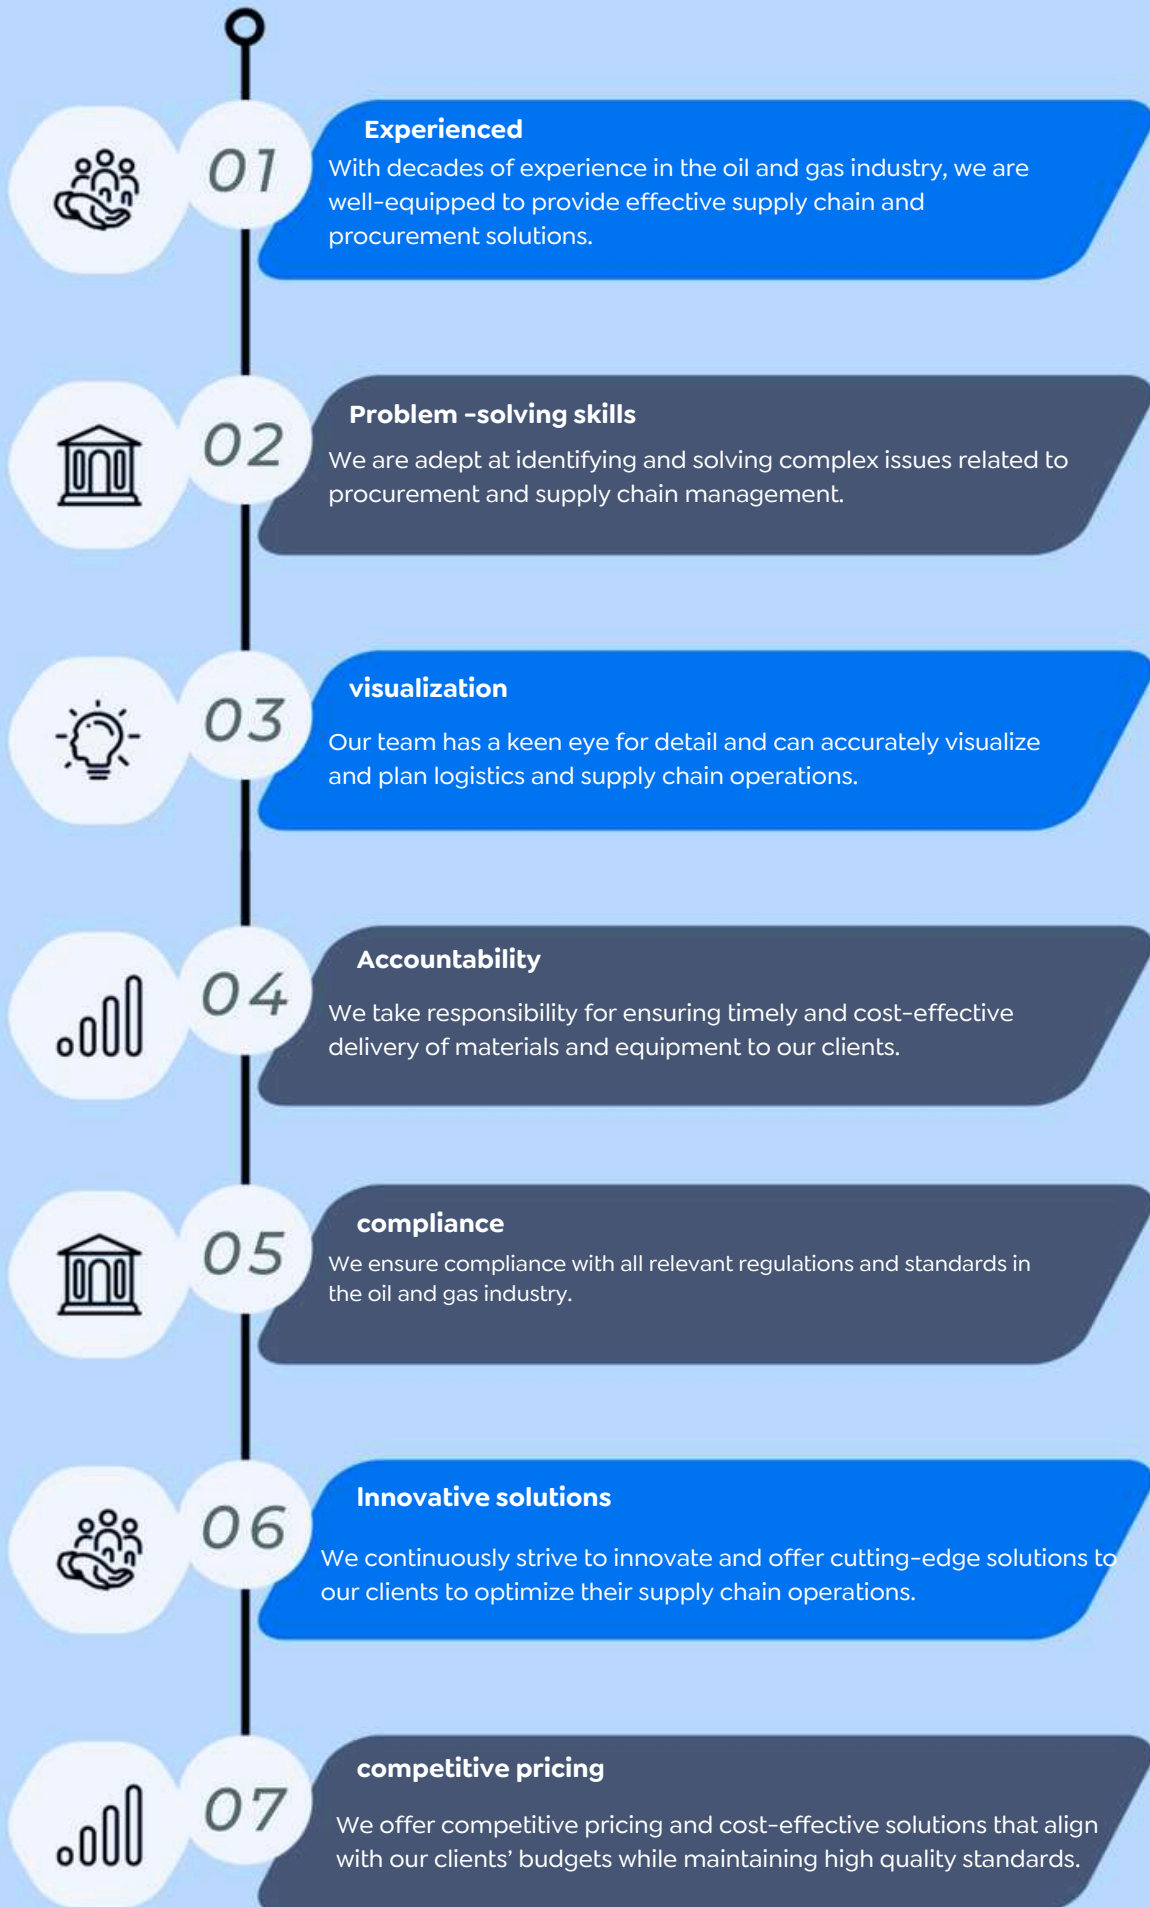 01
Experienced
With decades of experience in the oil and gas industry, we are
well-equipped to provide effective supply chain and
procurement solutions.
02
Problem -solving skills
We are adept at identifying and solving complex issues related to
procurement and supply chain management.
03
visualization
Our team has a keen eye for detail and can accurately visualize
and plan logistics and supply chain operations.
04
Accountability
We take responsibility for ensuring timely and cost-effective
delivery of materials and equipment to our clients.
05
compliance
We ensure compliance with all relevant regulations and standards in
the oil and gas industry.
06
Innovative solutions
We continuously strive to innovate and offer cutting-edge solutions to
our clients to optimize their supply chain operations.
07
competitive pricing
We offer competitive pricing and cost-effective solutions that align
with our clients’ budgets while maintaining high quality standards.